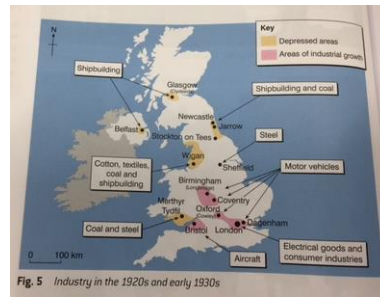 N
Key
Depressed areas
Areas of industrial growth
Shipbuilding
Glasgow
(Clydebank)
Shipbuilding and coal
Newcastle
Jarrow
Belfast
Stockton on Tees
Steel
Wigan
Sheffield
Cotton, textiles,
coal and
shipbuilding
Motor vehicles
Birmingham
(Longbridge)
Coventry
Merthyr
Tydfil
Oxford
(Cowley)
Dagenham
Coal and steel
Bristol
London
Electrical goods and
consumer industries
Aircraft
0 100 km
Fig. 5 Industry in the 1920s and early 1930s